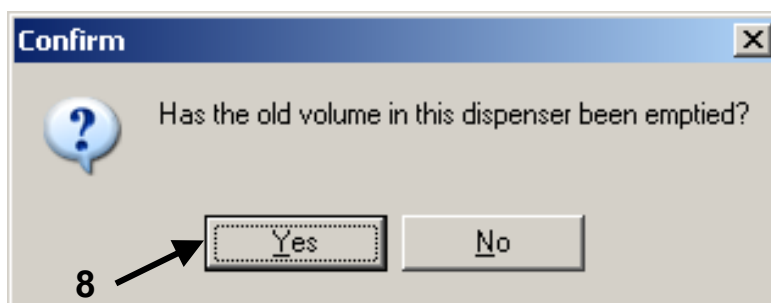 Confirm
Has the old volume in this dispenser been emptied?
Yes No
8